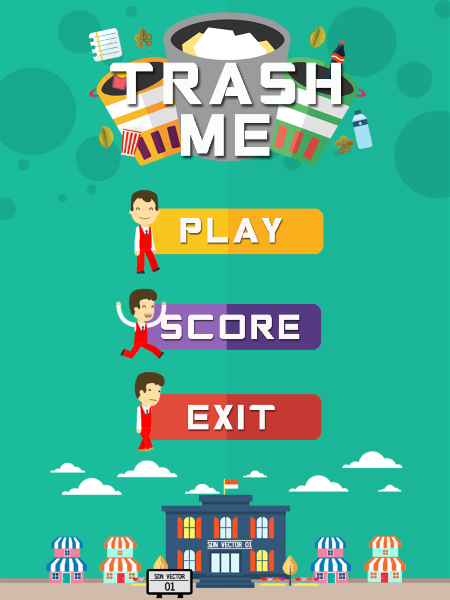 TRASH
ME
PLAY
SCORE
EXIT
SDN VECTOR 01
SDN VECTOR
01